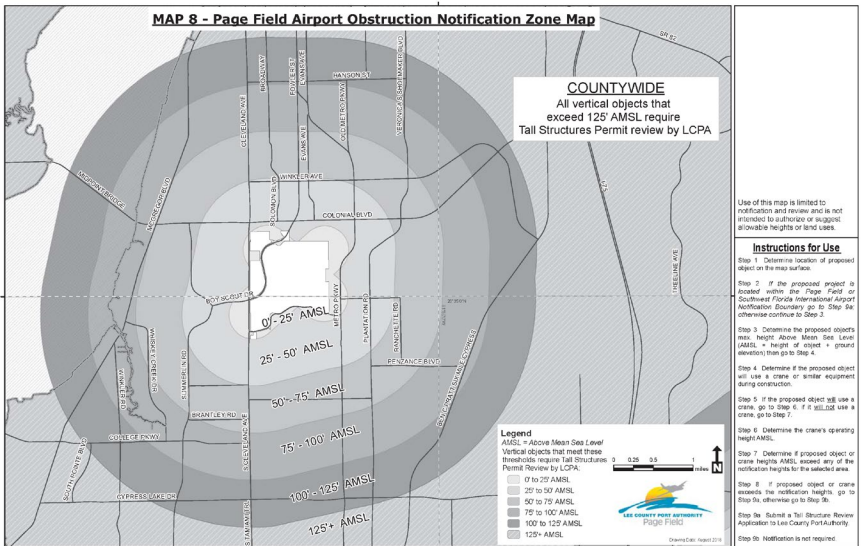 MAP 8 - Page Field Airport Obstruction Notification Zone Map
COUNTYWIDE
All vertical objects that
exceed 125' AMSL require
Tall Structures Permit review by LCPA
SR 82
HANSON ST
BROADWAY
FOWLER ST
EVANS AVE
CLEVELAND AVE
EVANS AVE
OLD METRO PKWY
VERONICA S SHOEMAKER BLVD
WINKLER AVE
MIDPOINT BRIDGE
MCGREGOR BLVD
SOLOMON BLVD
COLONIAL BLVD
I-75
TREELINE AVE
BOY SCOUT DR
METRO PKWY
PLANTATION RD
RANCHETTE RD
PENZANCE BLVD
BEN C PRATT/SIX MILE CYPRESS
WHISKEY CREEK DR
WINKLER RD
SUMMERLIN RD
BRANTLEY RD
COLLEGE PKWY
S CLEVELAND AVE
SOUTH POINTE BLVD
CYPRESS LAKE DR
S TAMIAMI TRL
0' - 25' AMSL
25' - 50' AMSL
50' - 75' AMSL
75' - 100' AMSL
100' - 125' AMSL
125'+ AMSL
Legend
AMSL = Above Mean Sea Level
Vertical objects that meet these
thresholds require Tall Structures
Permit Review by LCPA:
0' to 25' AMSL
25' to 50' AMSL
50' to 75' AMSL
75' to 100' AMSL
100' to 125' AMSL
125'+ AMSL
0 0.25 0.5 1
miles
N
LEE COUNTY PORT AUTHORITY
Page Field
Drawing Date: August 2018
Use of this map is limited to
notification and review and is not
intended to authorize or suggest
allowable heights or land uses.
Instructions for Use
Step 1 Determine location of proposed
object on the map surface.
Step 2 If the proposed project is
located within the Page Field or
Southwest Florida International Airport
Notification Boundary go to Step 9a;
otherwise continue to Step 3.
Step 3 Determine the proposed object's
max. height Above Mean Sea Level
(AMSL + height of object + ground
elevation) then go to Step 4.
Step 4 Determine if the proposed object
will use a crane or similar equipment
during construction.
Step 5 If the proposed object will use a
crane, go to Step 6, if it will not use a
crane, go to Step 7.
Step 6 Determine the crane's operating
height AMSL.
Step 7 Determine if proposed object or
crane heights AMSL exceed any of the
notification heights for the selected area.
Step 8 If proposed object or crane
exceeds the notification heights, go to
Step 9a, otherwise go to Step 9b.
Step 9a Submit a Tall Structure Review
Application to Lee County Port Authority.
Step 9b Notification is not required.